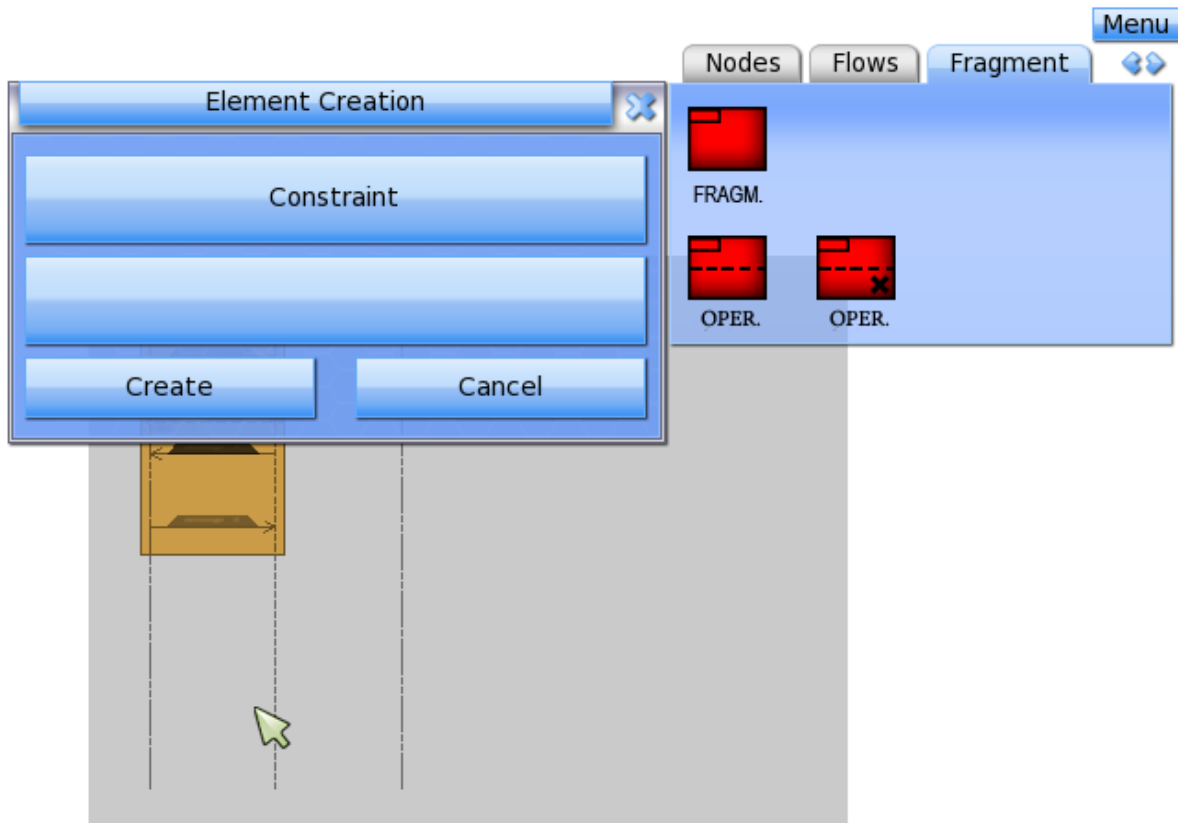 Menu
Nodes Flows Fragment
Element Creation
Constraint
FRAGM.
OPER. OPER.
Create Cancel